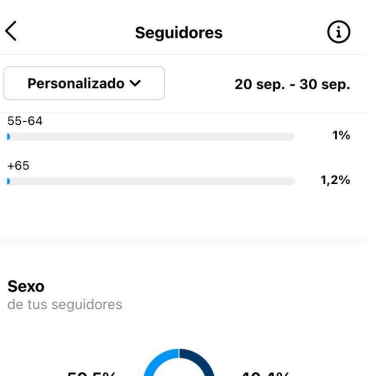 Seguidores
Personalizado
20 sep. - 30 sep.
55-64
1%
+65
1,2%
Sexo
de tus seguidores